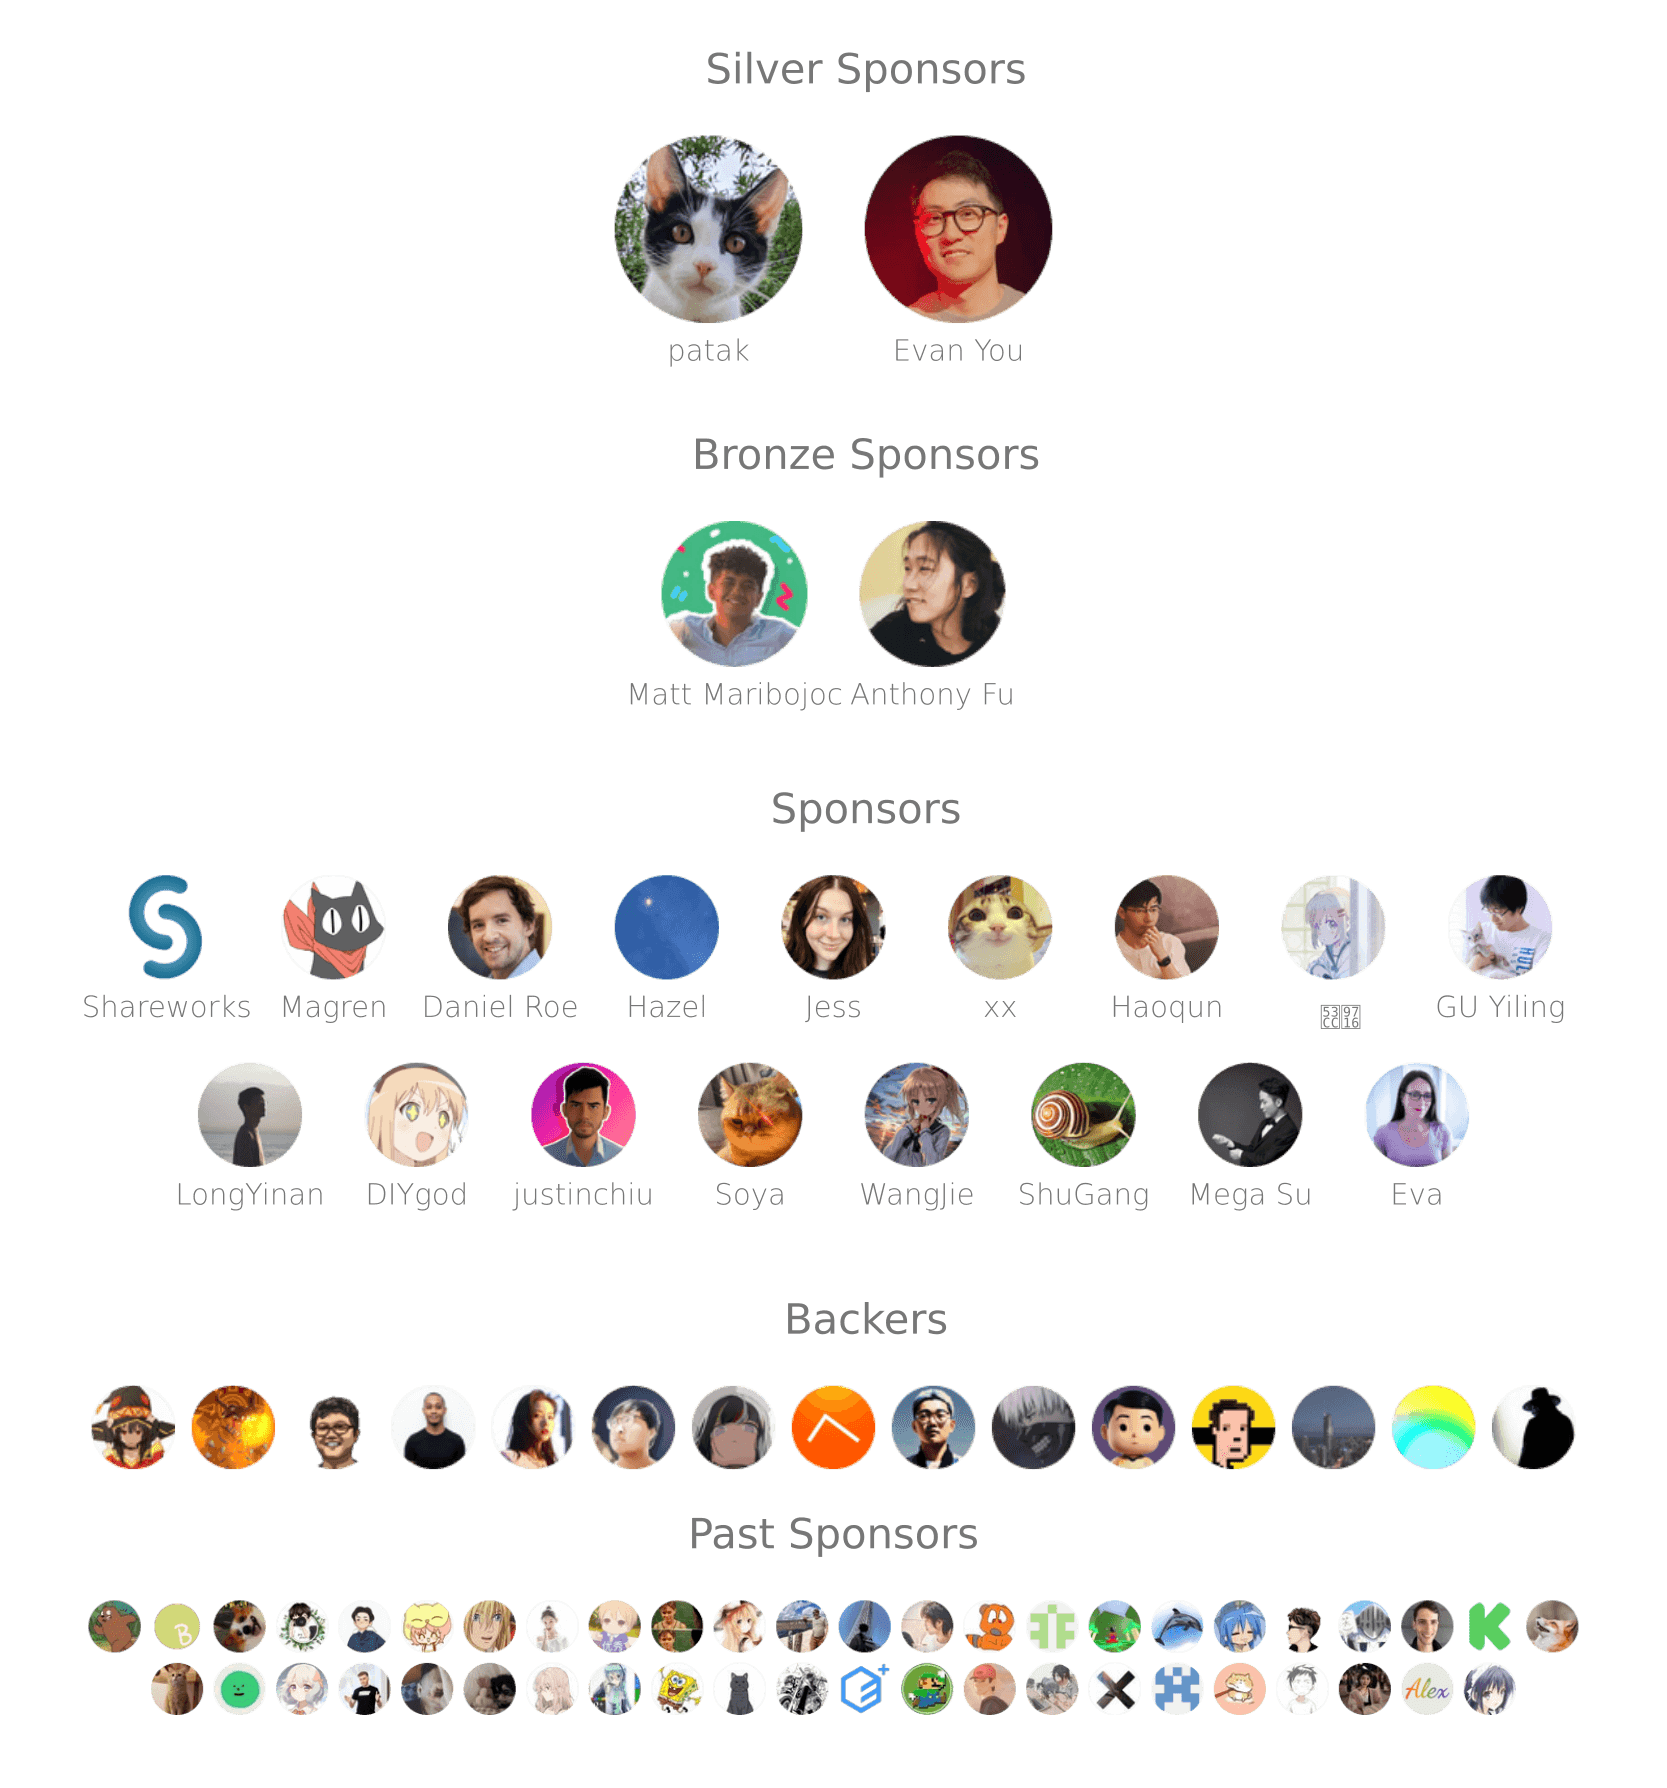 Silver Sponsors
patak Evan You
Bronze Sponsors
Matt Maribojoc Anthony Fu
Sponsors
Shareworks Magren Daniel Roe Hazel Jess xx Haoqun GU Yiling
LongYinan DIYgod justinchiu Soya WangJie ShuGang Mega Su Eva
Backers
Past Sponsors
B
K
Alex